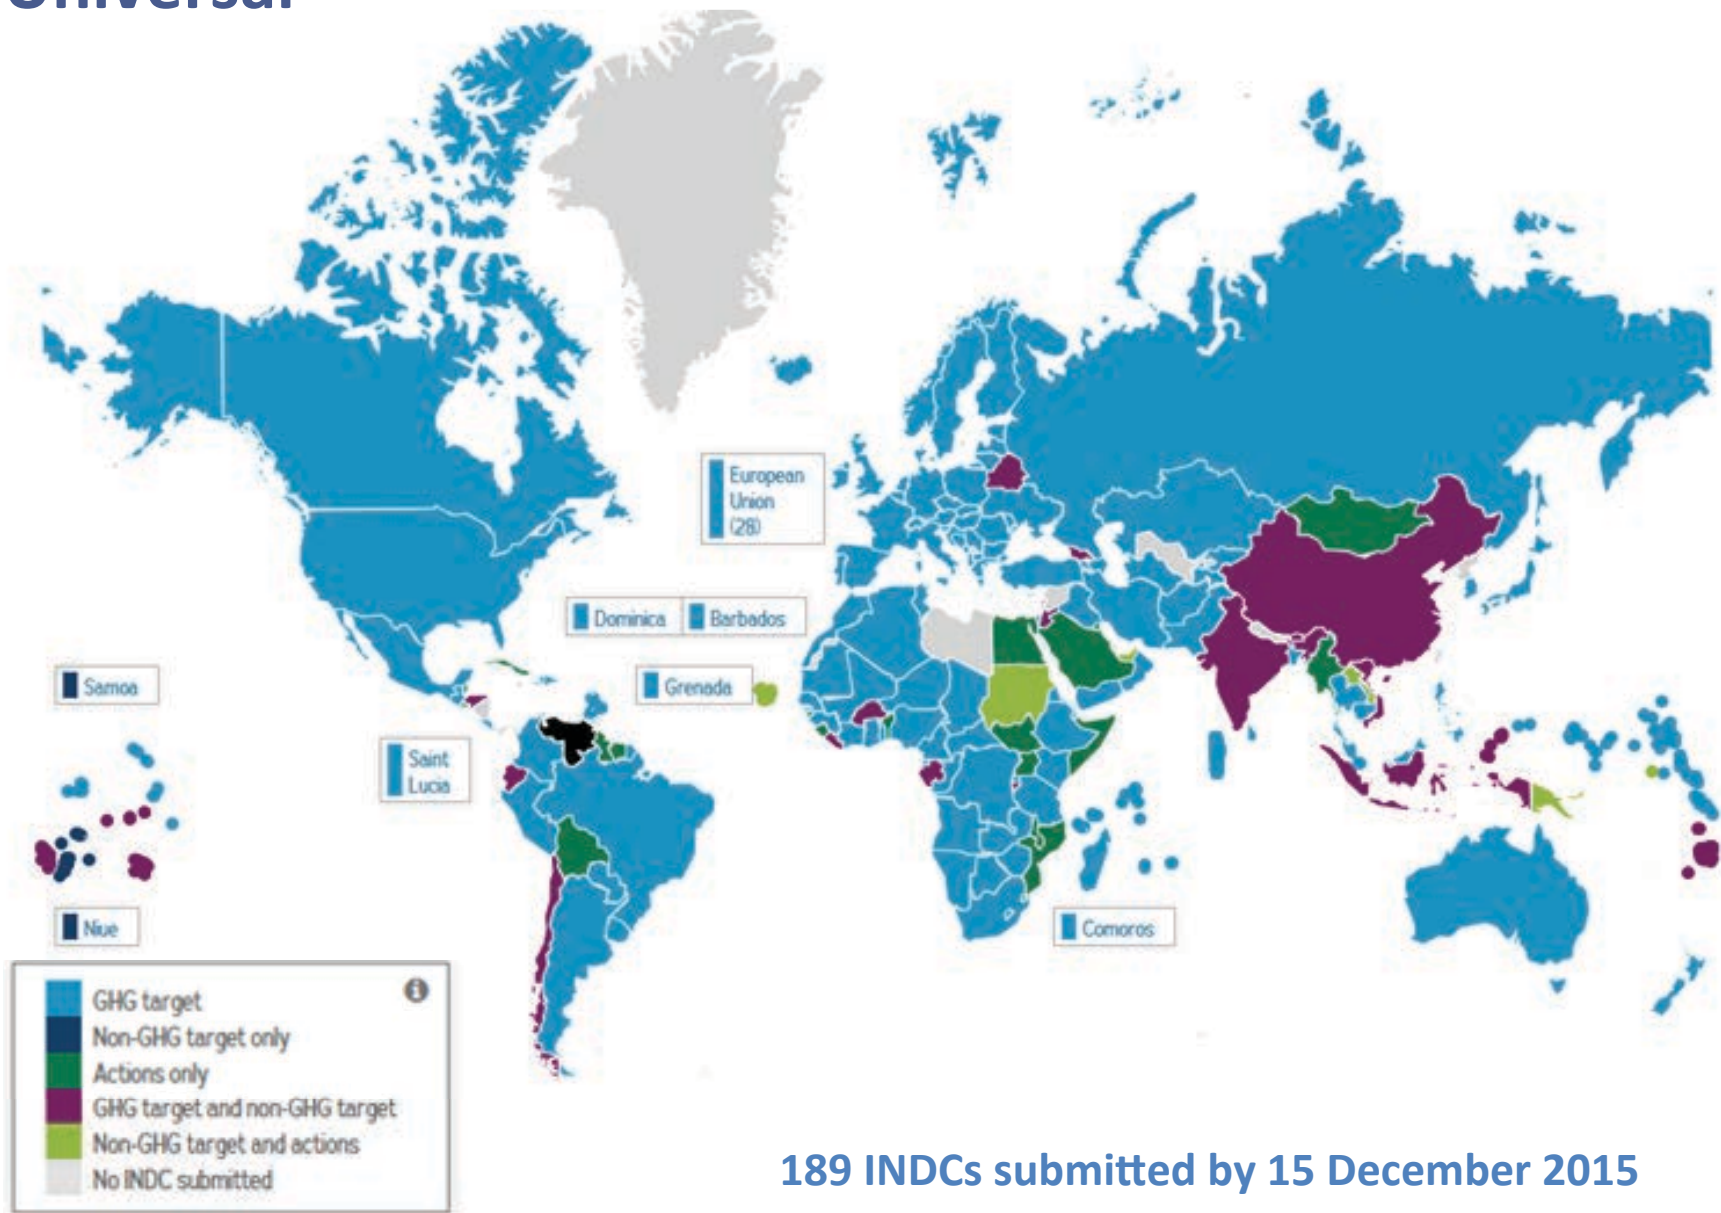 Universal
European
Union
(28)
Dominica
Barbados
Samoa
Grenada
Saint
Lucia
Niue
Comoros
GHG target
Non-GHG target only
Actions only
GHG target and non-GHG target
Non-GHG target and actions
No INDC submitted
189 INDCs submitted by 15 December 2015